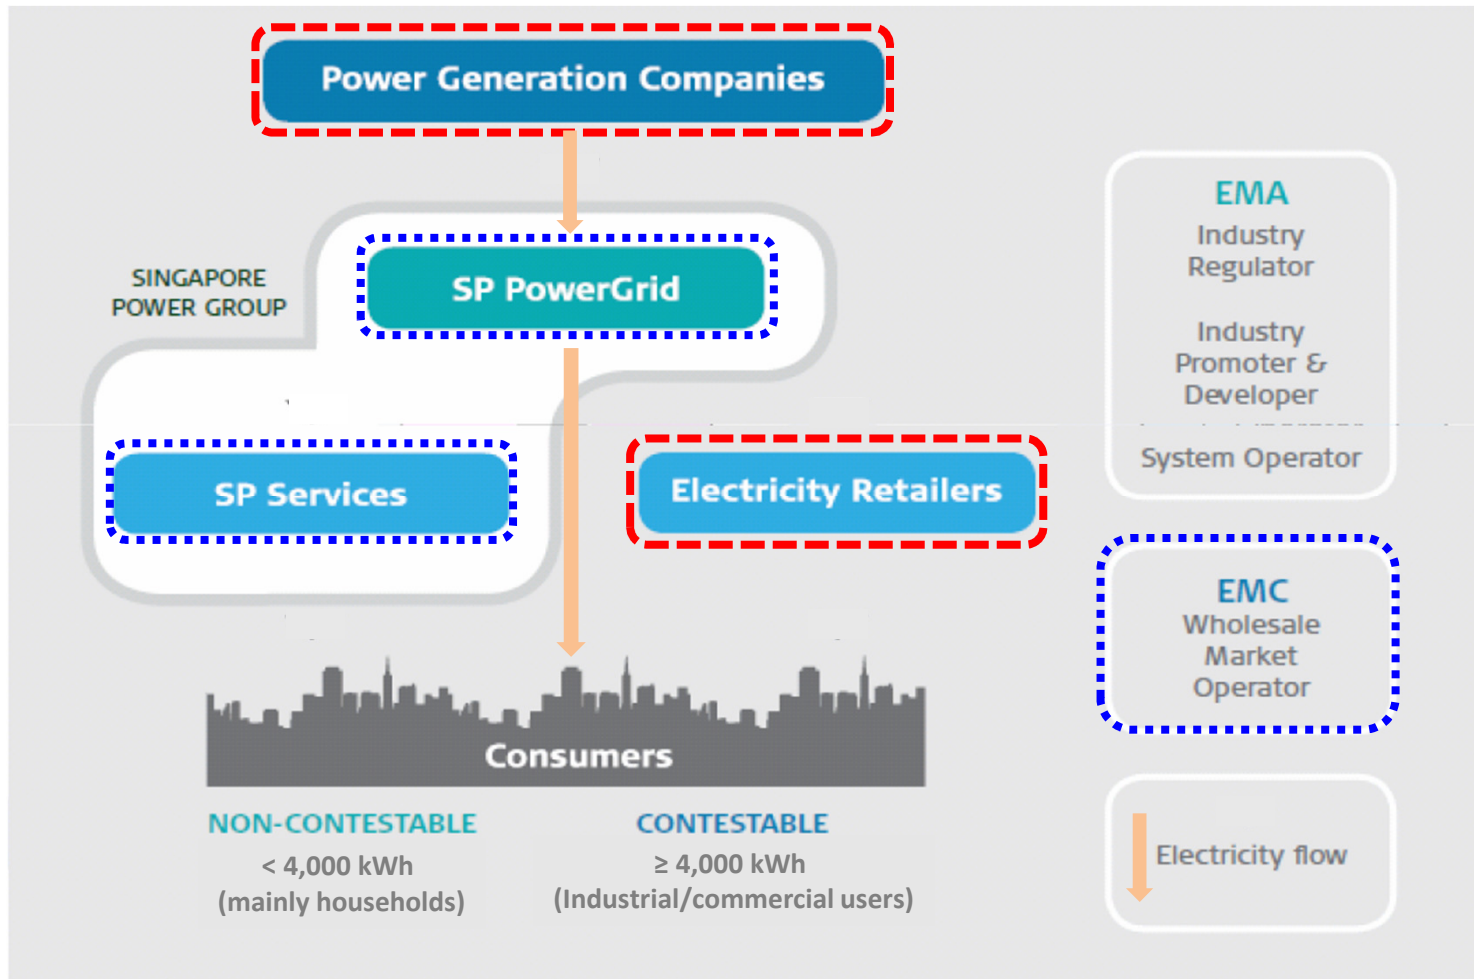 Power Generation Companies
SINGAPORE
POWER GROUP
SP PowerGrid
SP Services
Electricity Retailers
Consumers
NON-CONTESTABLE
< 4,000 kWh
(mainly households)
CONTESTABLE
≥ 4,000 kWh
(Industrial/commercial users)
EMA
Industry
Regulator
Industry
Promoter &
Developer
System Operator
EMC
Wholesale
Market
Operator
Electricity flow